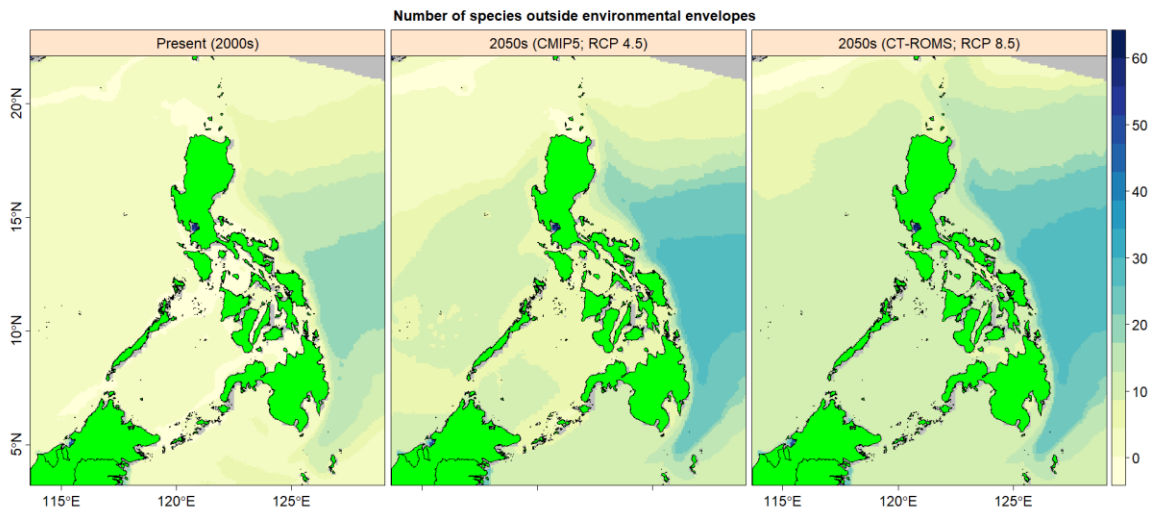 Number of species outside environmental envelopes
Present (2000s)
2050s (CMIP5; RCP 4.5)
2050s (CT-ROMS; RCP 8.5)
20°N
15°N
10°N
5°N
60
50
40
30
20
10
0
115°E
120°E
125°E
115°E
120°E
125°E